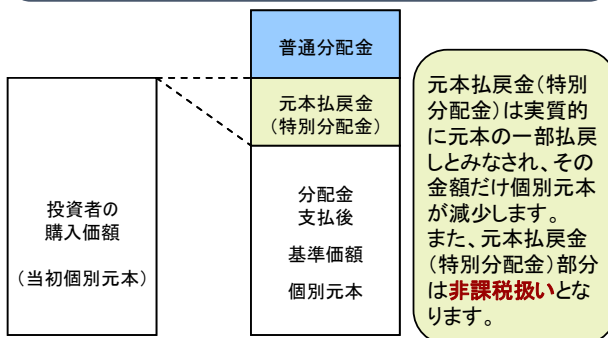 普通分配金
元本払戻金
(特別分配金)
投資者の
購入価額
(当初個別元本)
分配金
支払後
基準価額
個別元本
元本払戻金(特別
分配金)は実質的
に元本の一部払戻
しとみなされ、その
金額だけ個別元本
が減少します。
また、元本払戻金
(特別分配金)部分
は非課税扱いとな
ります。